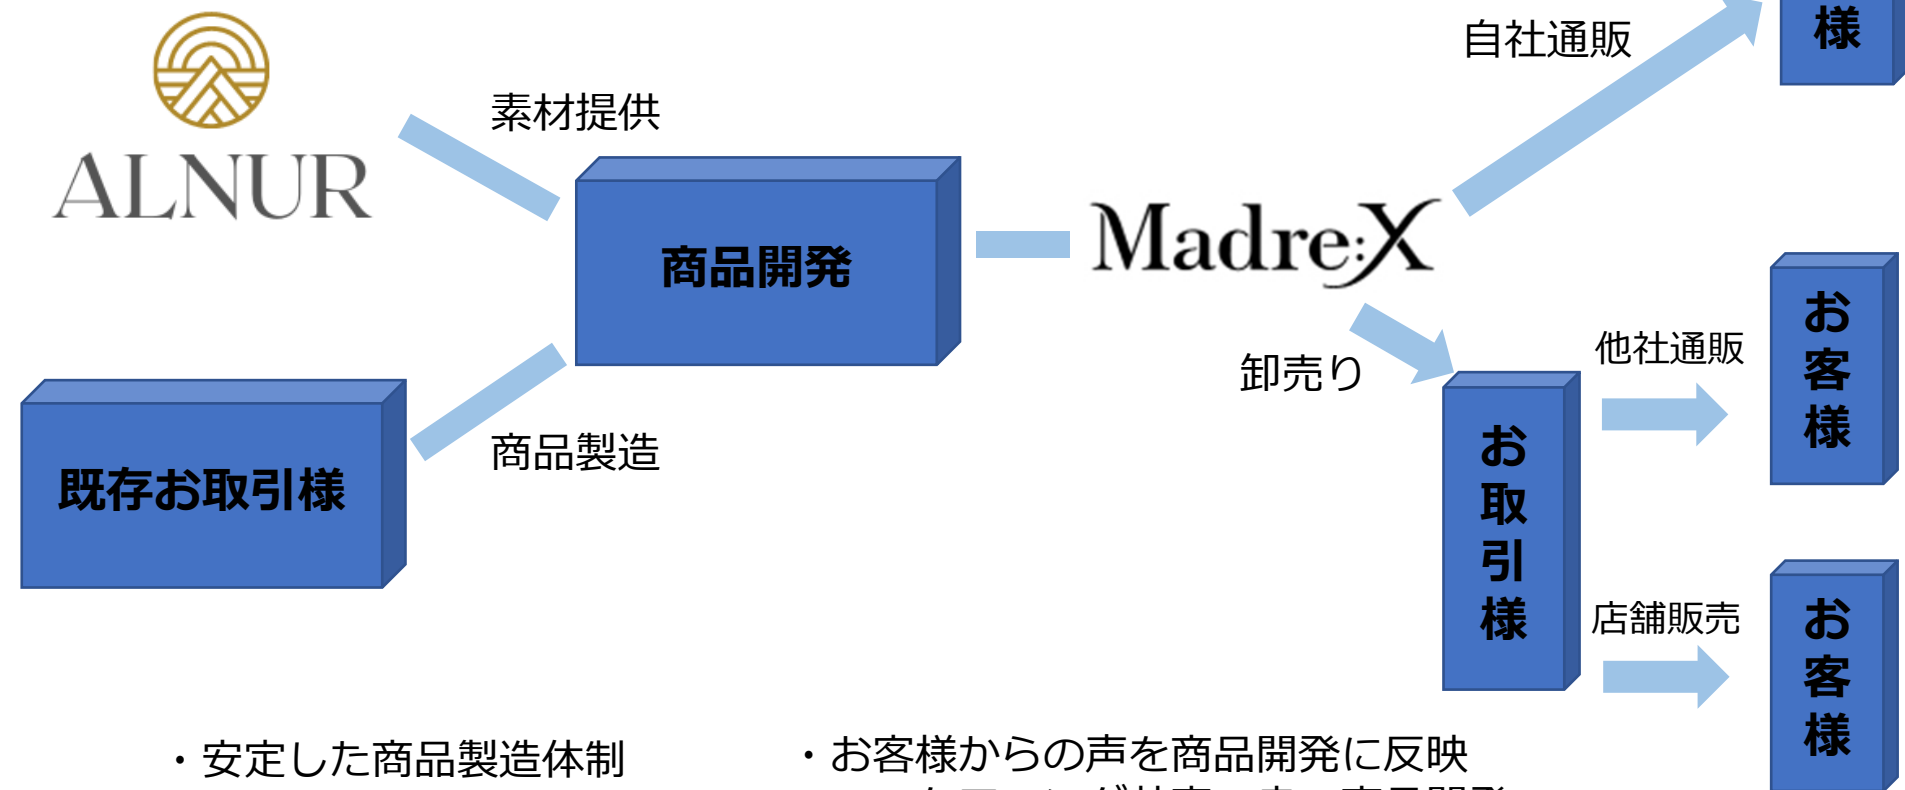 自社通販
様
素材提供
ALNUR
商品開発
Madre:X
お客様
他社通販
卸売り
お取引様
商品製造
既存お取引様
店舗販売
お客様
・安定した商品製造体制
・お客様からの声を商品開発に反映